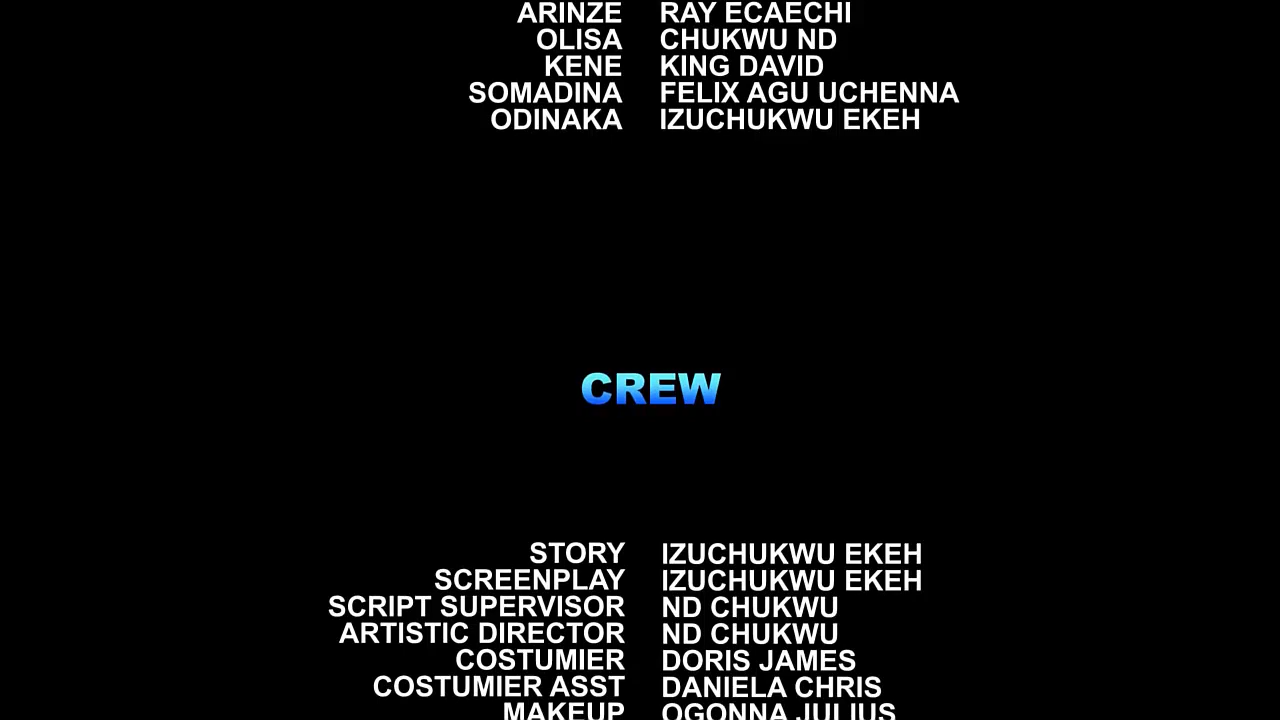 ARINZE RAY ECAECHI
OLISA CHUKWU ND
KENE KING DAVID
SOMADINA FELIX AGU UCHENNA
ODINAKA IZUCHUKWU EKEH
CREW
STORY IZUCHUKWU EKEH
SCREENPLAY IZUCHUKWU EKEH
SCRIPT SUPERVISOR ND CHUKWU
ARTISTIC DIRECTOR ND CHUKWU
COSTUMIER DORIS JAMES
COSTUMIER ASST DANIELA CHRIS
MAKEUP OGONNA JULIUS